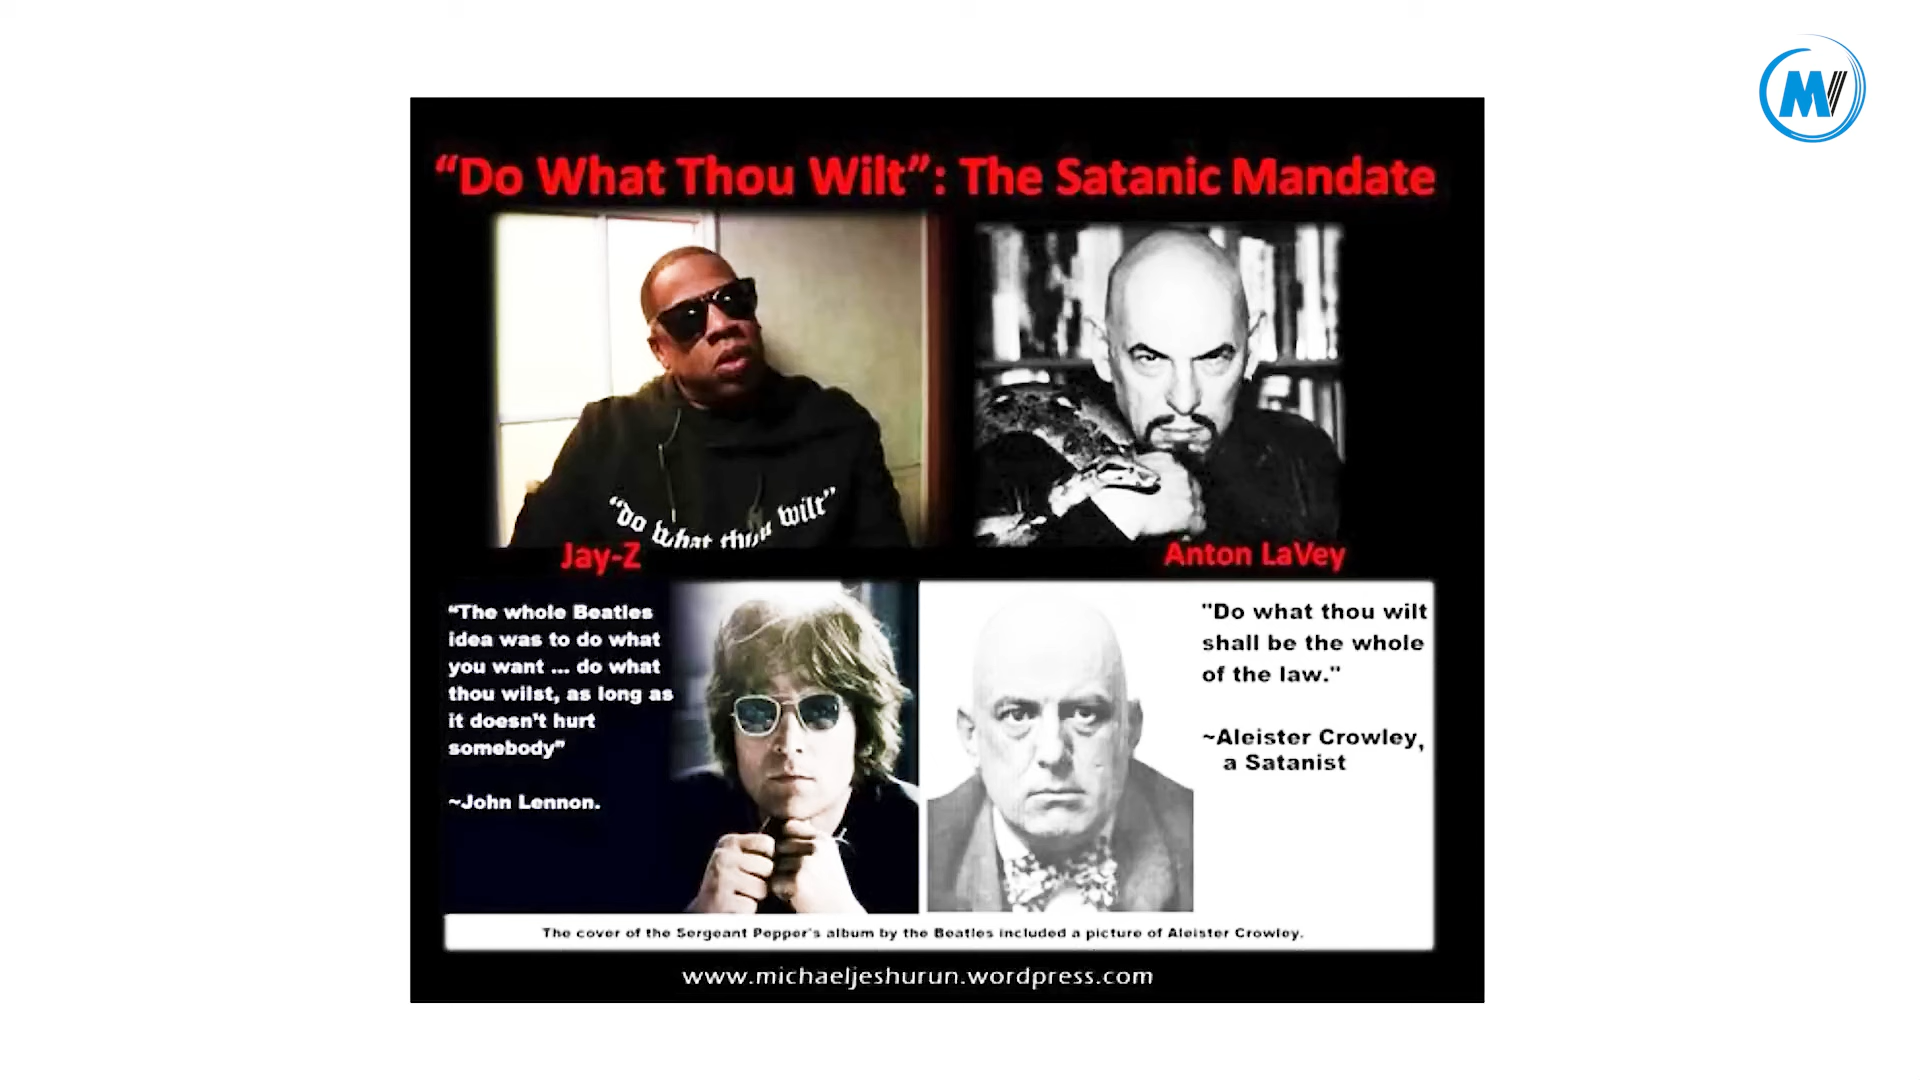 MV
“Do What Thou Wilt”: The Satanic Mandate
“do what thou wilt”
Jay-Z
Anton LaVey
“The whole Beatles
idea was to do what
you want ... do what
thou wilst, as long as
it doesn't hurt
somebody”
~John Lennon.
"Do what thou wilt
shall be the whole
of the law."
~Aleister Crowley,
a Satanist
The cover of the Sergeant Pepper's album by the Beatles included a picture of Aleister Crowley.
www.michaeljeshurun.wordpress.com